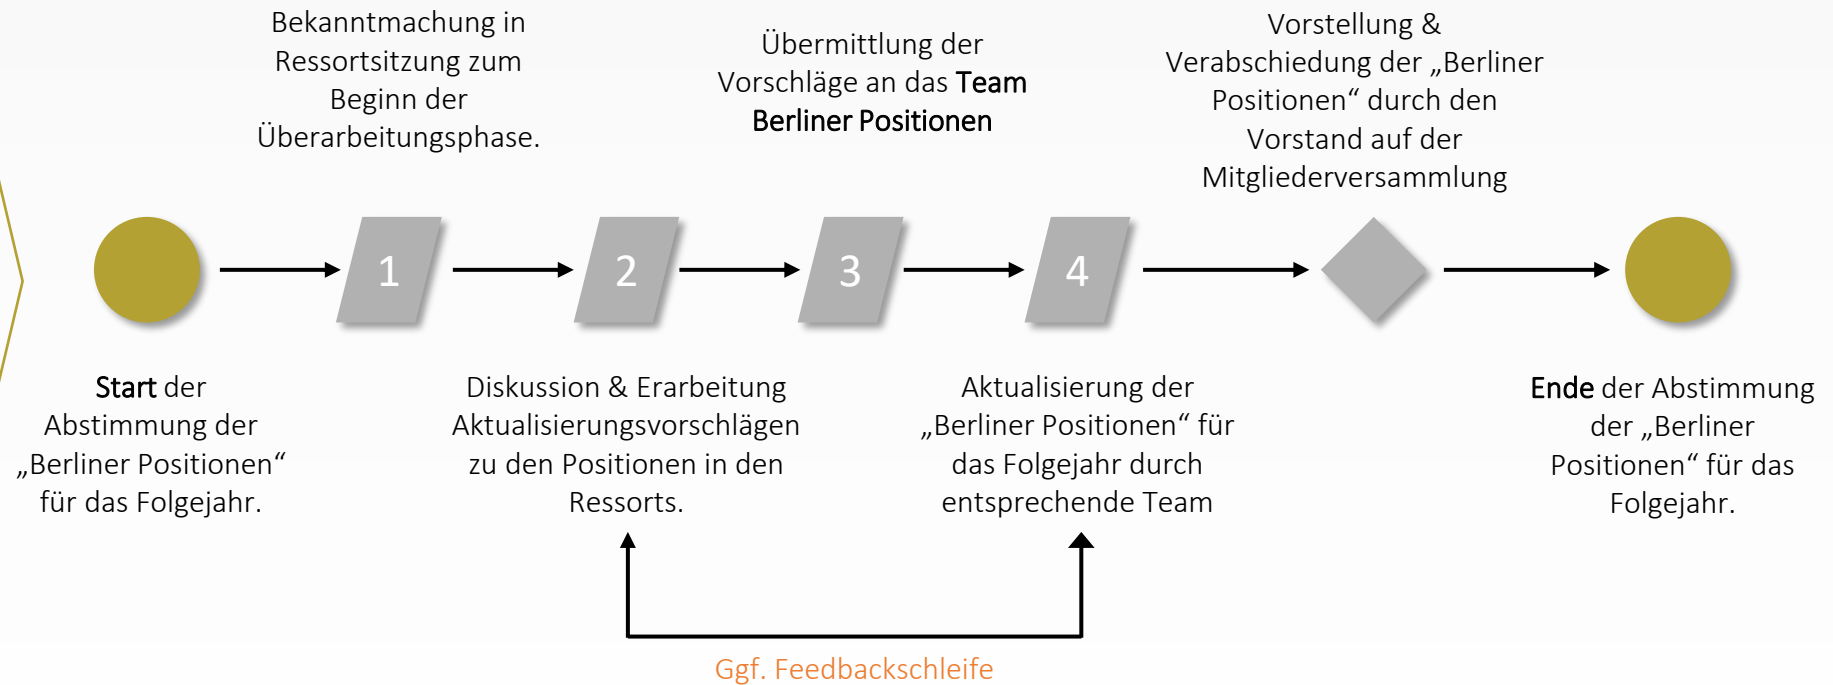 Bekanntmachung in
Ressortsitzung zum
Beginn der
Überarbeitungsphase.
Übermittlung der
Vorschläge an das Team
Berliner Positionen
Vorstellung &
Verabschiedung der „Berliner
Positionen“ durch den
Vorstand auf der
Mitgliederversammlung
1
2
3
4
Start der
Abstimmung der
„Berliner Positionen“
für das Folgejahr.
Diskussion & Erarbeitung
Aktualisierungsvorschlägen
zu den Positionen in den
Ressorts.
Aktualisierung der
„Berliner Positionen“ für
das Folgejahr durch
entsprechende Team
Ende der Abstimmung
der „Berliner
Positionen“ für das
Folgejahr.
Ggf. Feedbackschleife